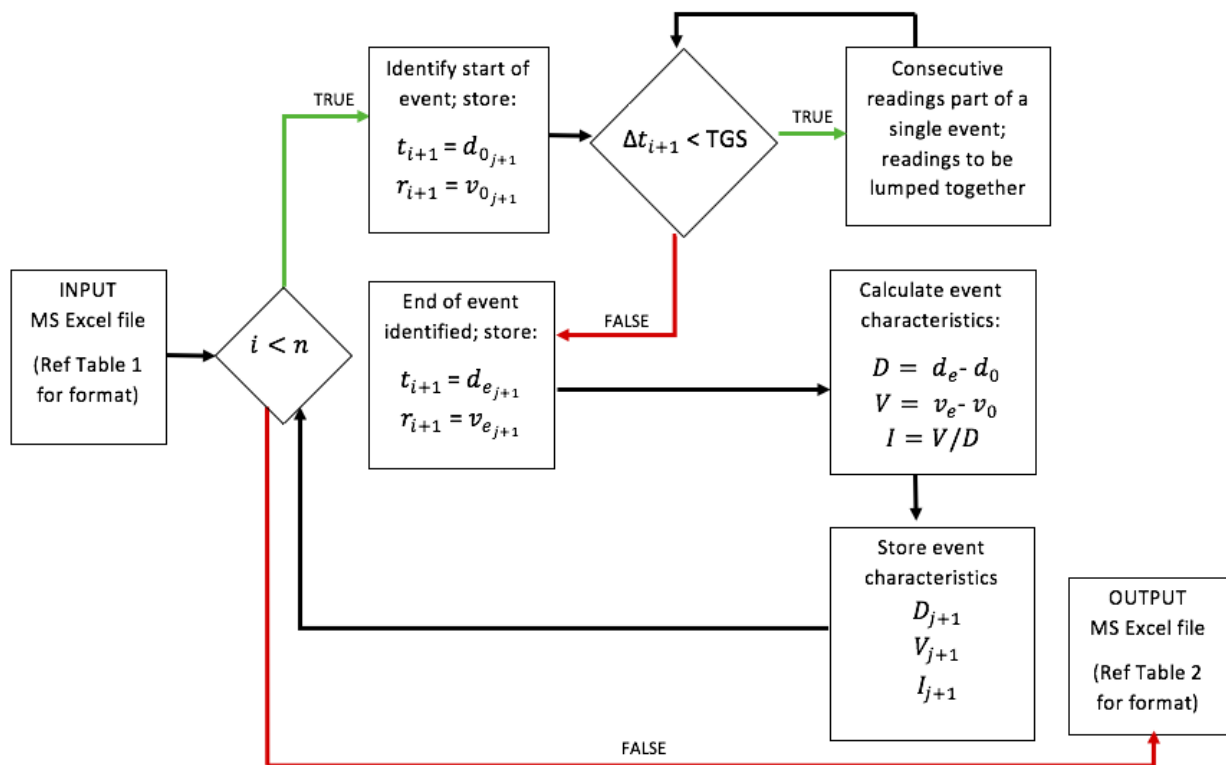 TRUE
Identify start of
event; store:
t_{i+1} = d_{0_{j+1}}
r_{i+1} = v_{0_{j+1}}
Δt_{i+1} < TGS
TRUE
Consecutive
readings part of a
single event;
readings to be
lumped together
INPUT
MS Excel file
(Ref Table 1
for format)
i < n
End of event
identified; store:
t_{i+1} = d_{e_{j+1}}
r_{i+1} = v_{e_{j+1}}
FALSE
Calculate event
characteristics:
D = d_e - d_0
V = v_e - v_0
I = V/D
Store event
characteristics
D_{j+1}
V_{j+1}
I_{j+1}
OUTPUT
MS Excel file
(Ref Table 2
for format)
FALSE